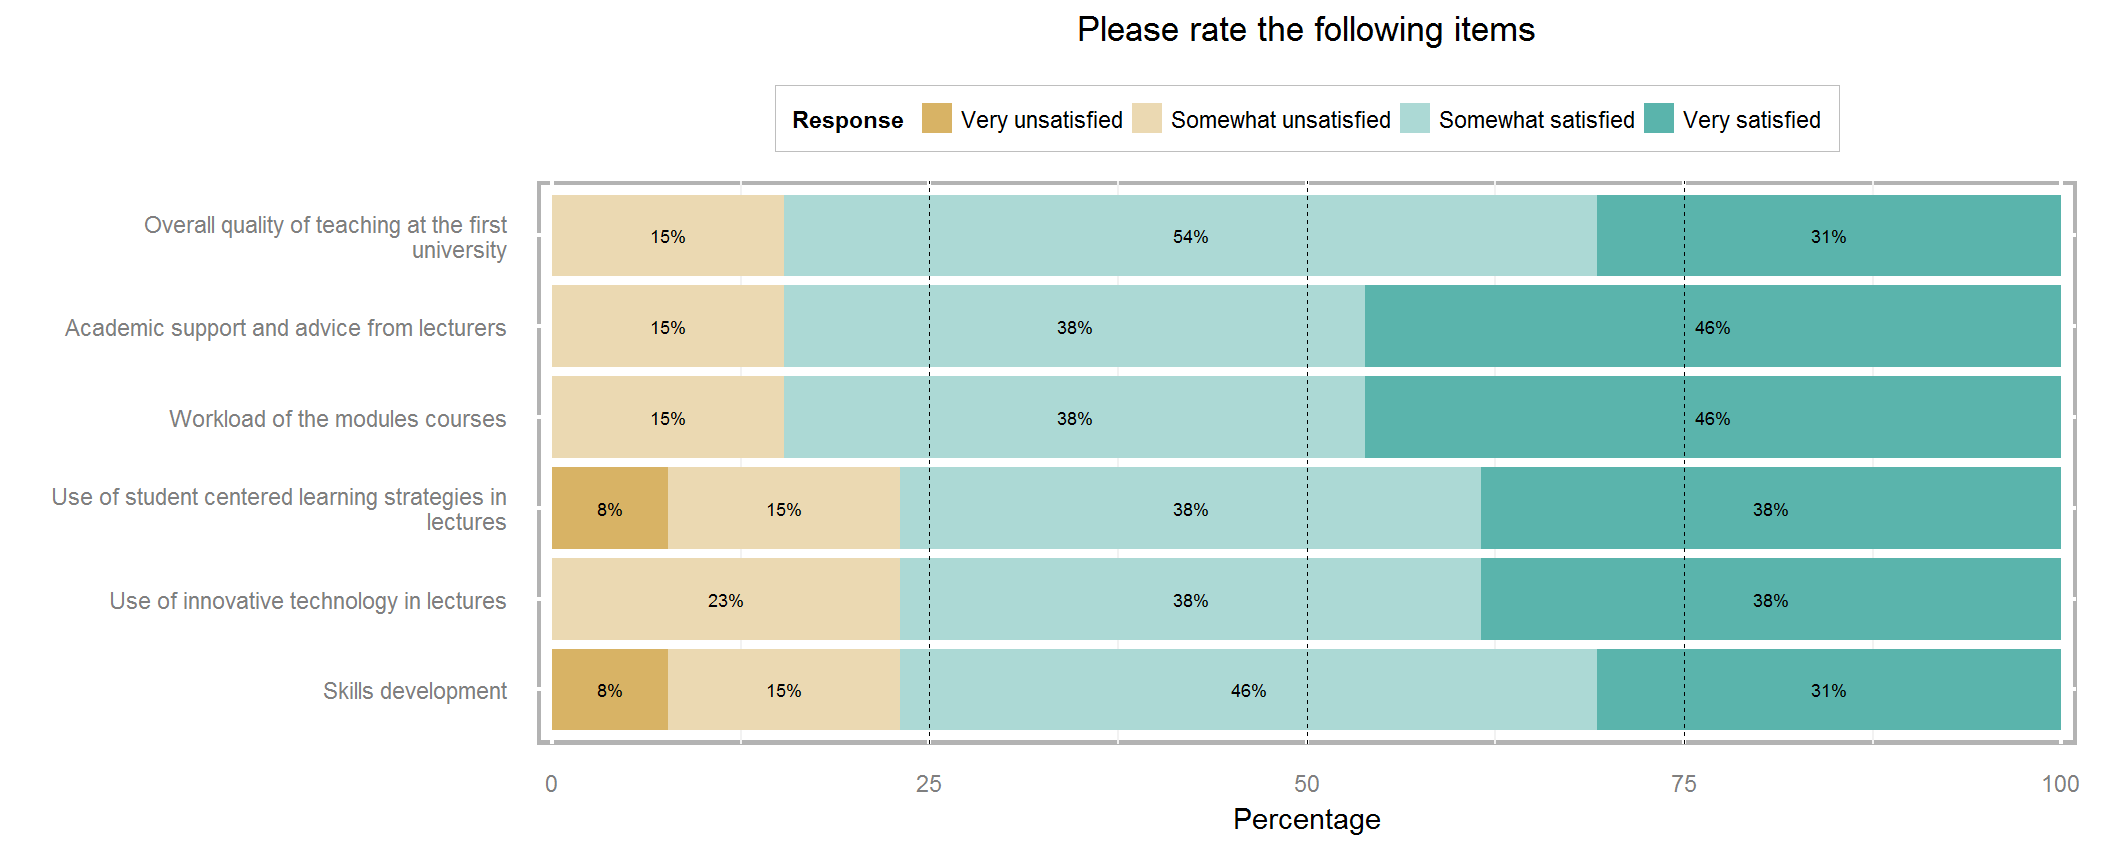 Please rate the following items
Response Very unsatisfied Somewhat unsatisfied Somewhat satisfied Very satisfied
Overall quality of teaching at the first
university
15% 54% 31%
Academic support and advice from lecturers
15% 38% 46%
Workload of the modules courses
15% 38% 46%
Use of student centered learning strategies in
lectures
8% 15% 38% 38%
Use of innovative technology in lectures
23% 38% 38%
Skills development
8% 15% 46% 31%
0 25 50 75 100
Percentage